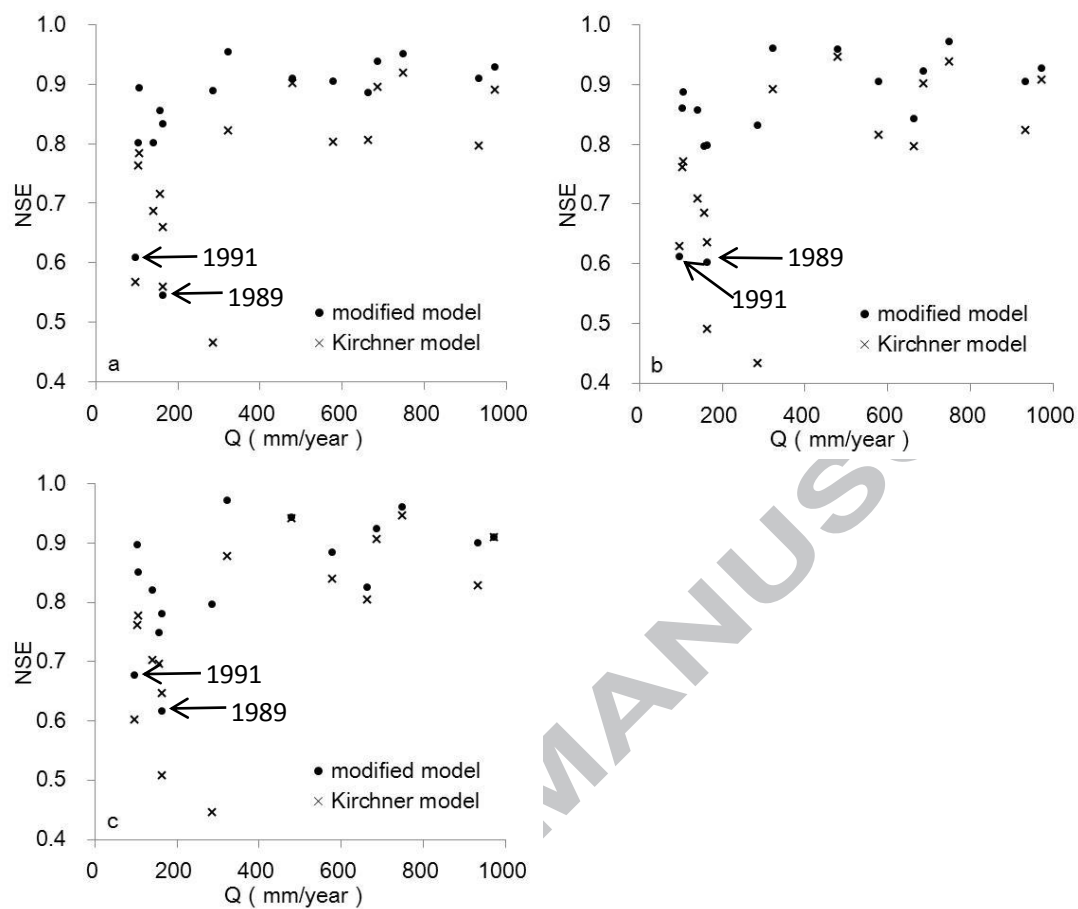 1.0
0.9
0.8
0.7
0.6
0.5
0.4
NSE
1991
1989
● modified model
× Kirchner model
a
0 200 400 600 800 1000
Q ( mm/year )
1.0
0.9
0.8
0.7
0.6
0.5
0.4
NSE
1989
1991
● modified model
× Kirchner model
b
0 200 400 600 800 1000
Q ( mm/year )
1.0
0.9
0.8
0.7
0.6
0.5
0.4
NSE
1991
1989
● modified model
× Kirchner model
c
0 200 400 600 800 1000
Q ( mm/year )
MANUS